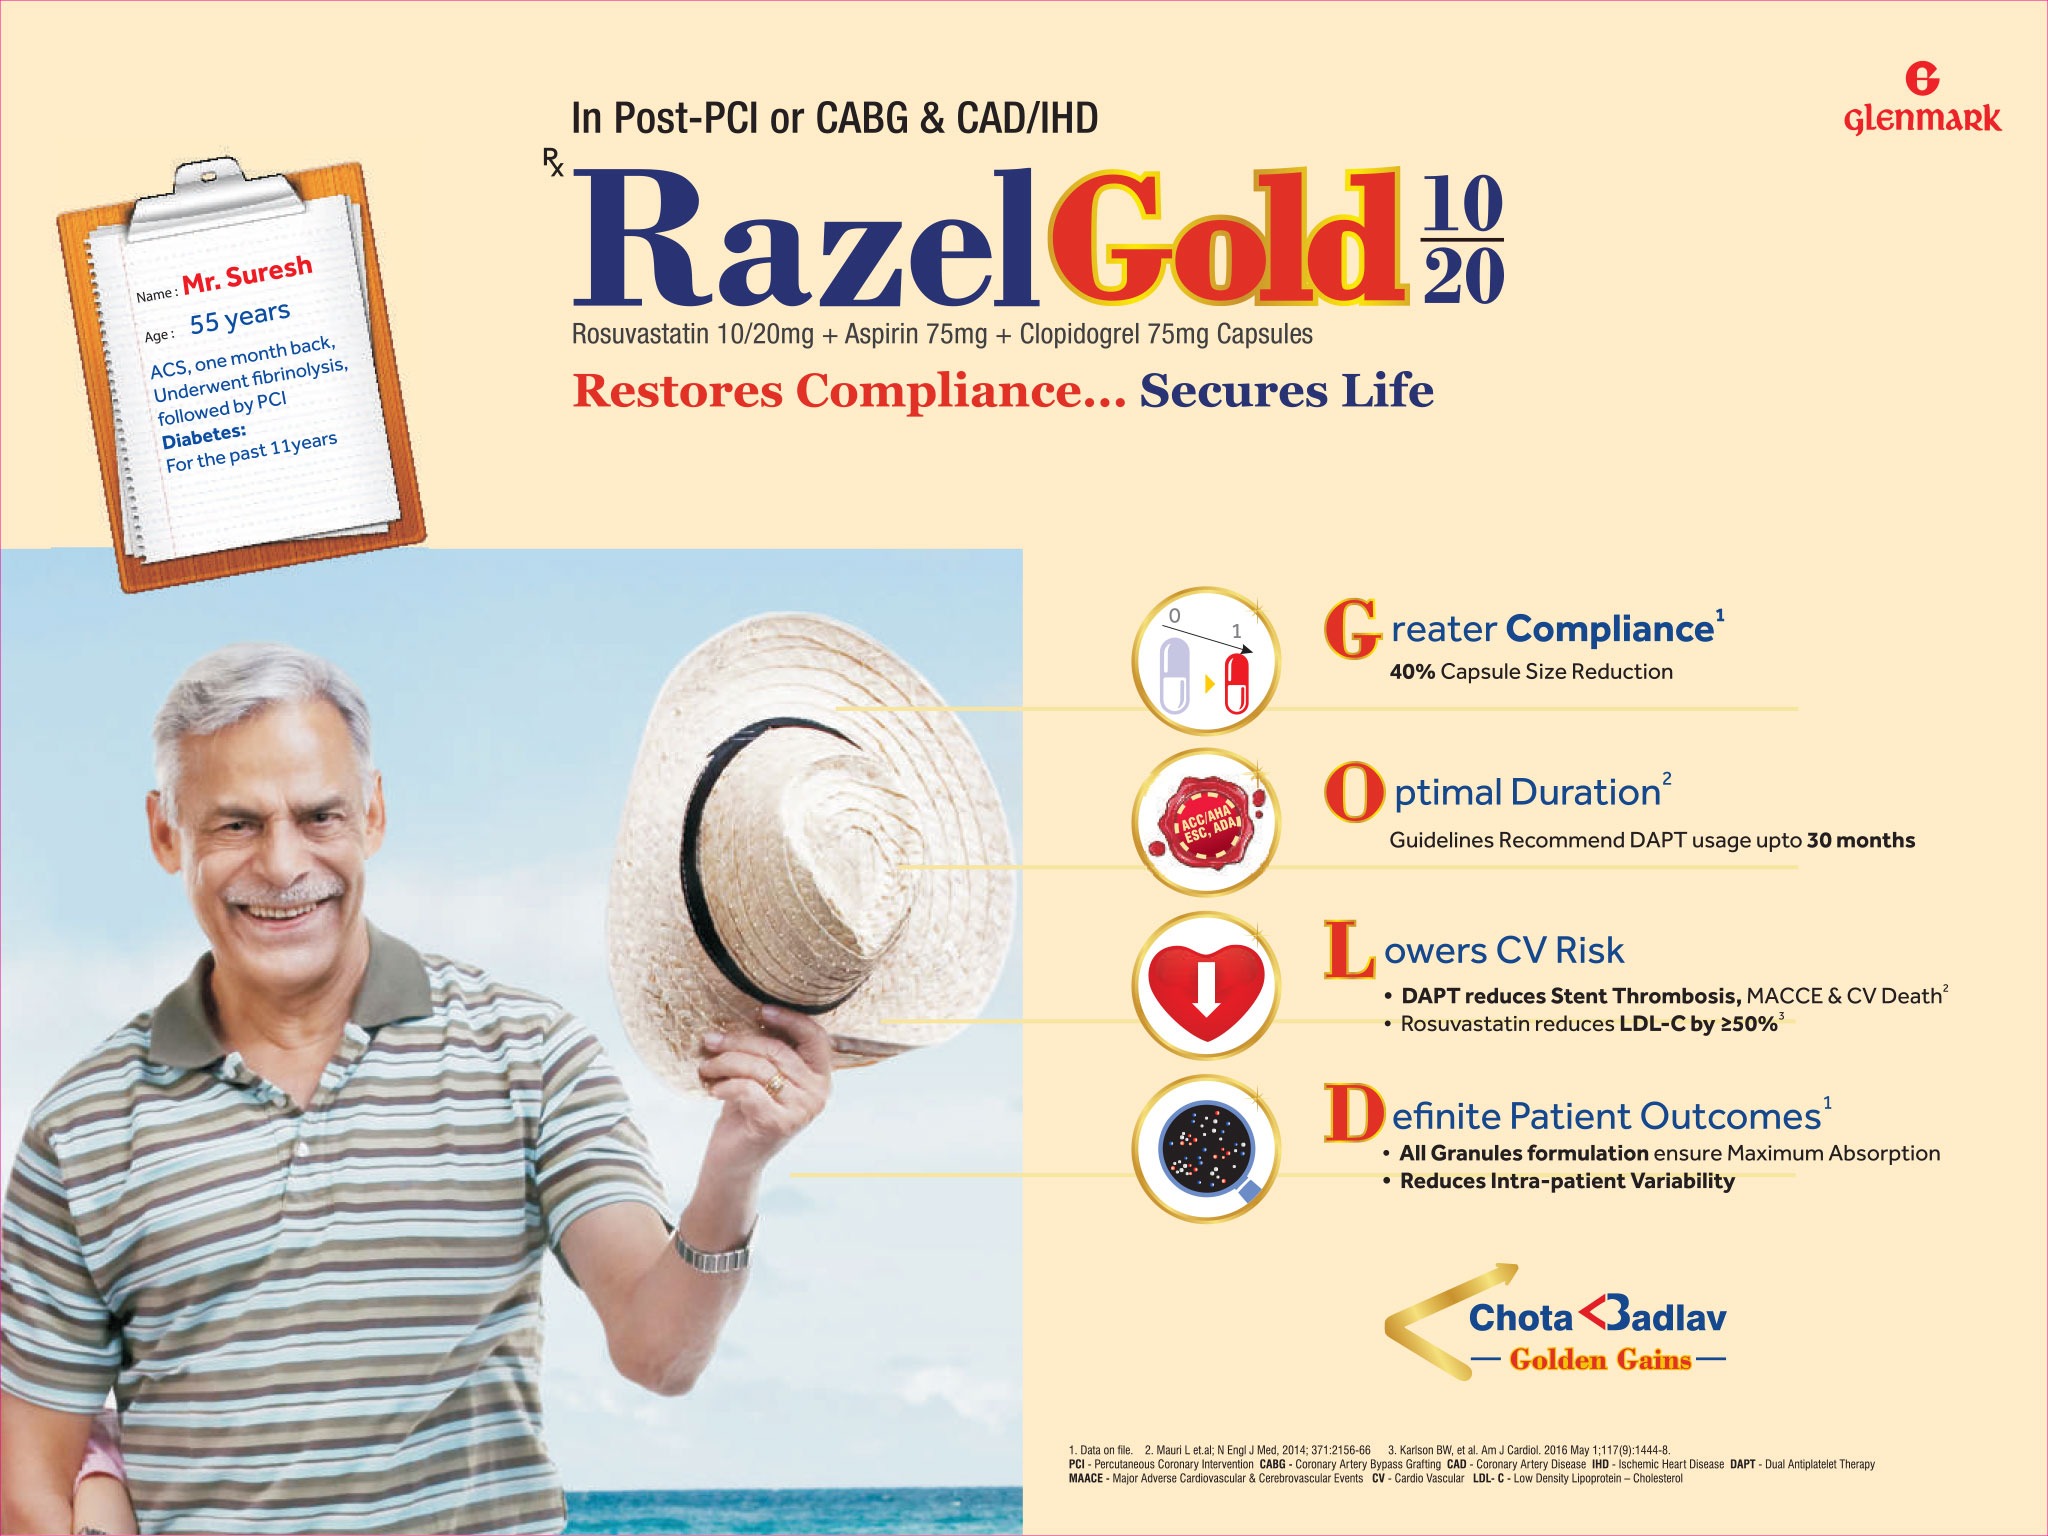 In Post-PCI or CABG & CAD/IHD
GLENMARK
Rx
RazelGold 10/20
Rosuvastatin 10/20mg + Aspirin 75mg + Clopidogrel 75mg Capsules
Restores Compliance... Secures Life
Name : Mr. Suresh
Age : 55 years
ACS, one month back,
Underwent fibrinolysis,
followed by PCI
Diabetes:
For the past 11years
0
1
Greater Compliance1
40% Capsule Size Reduction
ACC/AHA
ESC, ADA
Optimal Duration2
Guidelines Recommend DAPT usage upto 30 months
Lowers CV Risk
• DAPT reduces Stent Thrombosis, MACCE & CV Death2
• Rosuvastatin reduces LDL-C by ≥50%3
Definite Patient Outcomes1
• All Granules formulation ensure Maximum Absorption
• Reduces Intra-patient Variability
Chota Badlav
Golden Gains
1. Data on file. 2. Mauri L et.al; N Engl J Med, 2014; 371:2156-66 3. Karlson BW, et al. Am J Cardiol. 2016 May 1;117(9):1444-8.
PCI - Percutaneous Coronary Intervention CABG - Coronary Artery Bypass Grafting CAD - Coronary Artery Disease IHD - Ischemic Heart Disease DAPT - Dual Antiplatelet Therapy
MAACE - Major Adverse Cardiovascular & Cerebrovascular Events CV - Cardio Vascular LDL- C - Low Density Lipoprotein – Cholesterol